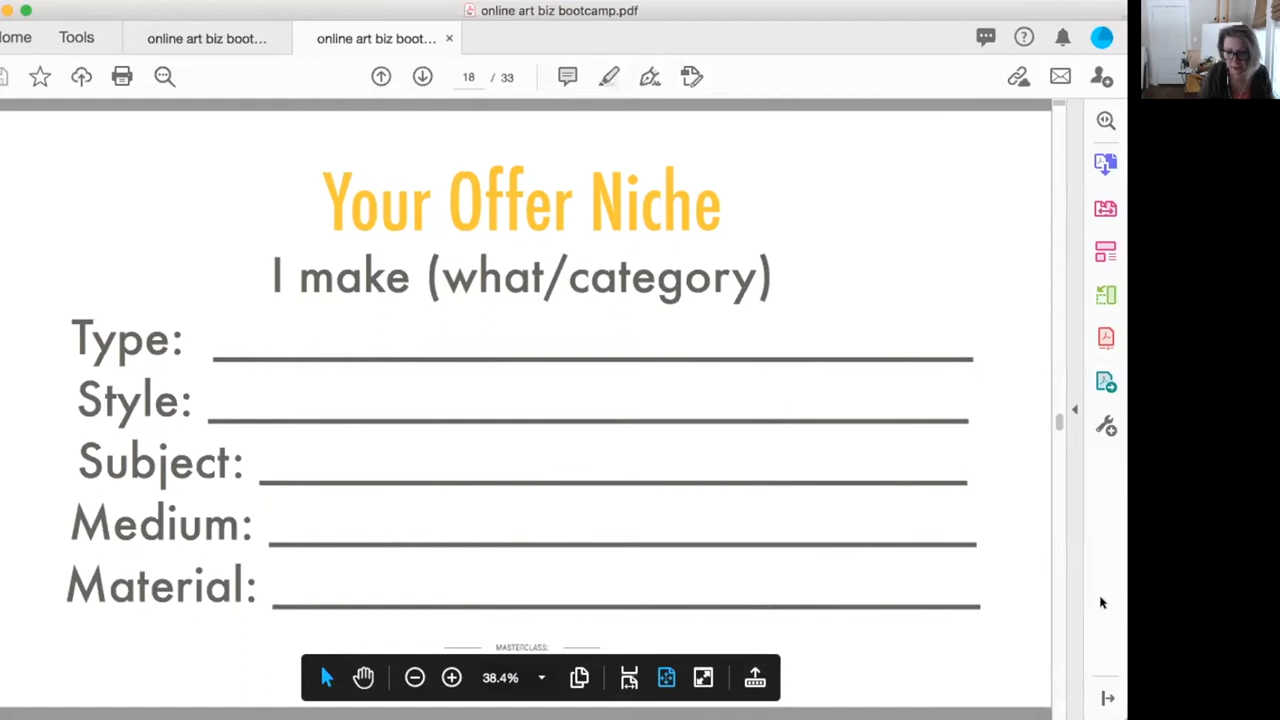 online art biz bootcamp.pdf
ome
Tools
online art biz boot...
online art biz boot... ×
18 / 33
Your Offer Niche
I make (what/category)
Type:
Style:
Subject:
Medium:
Material:
MASTERCLASS:
38.4%